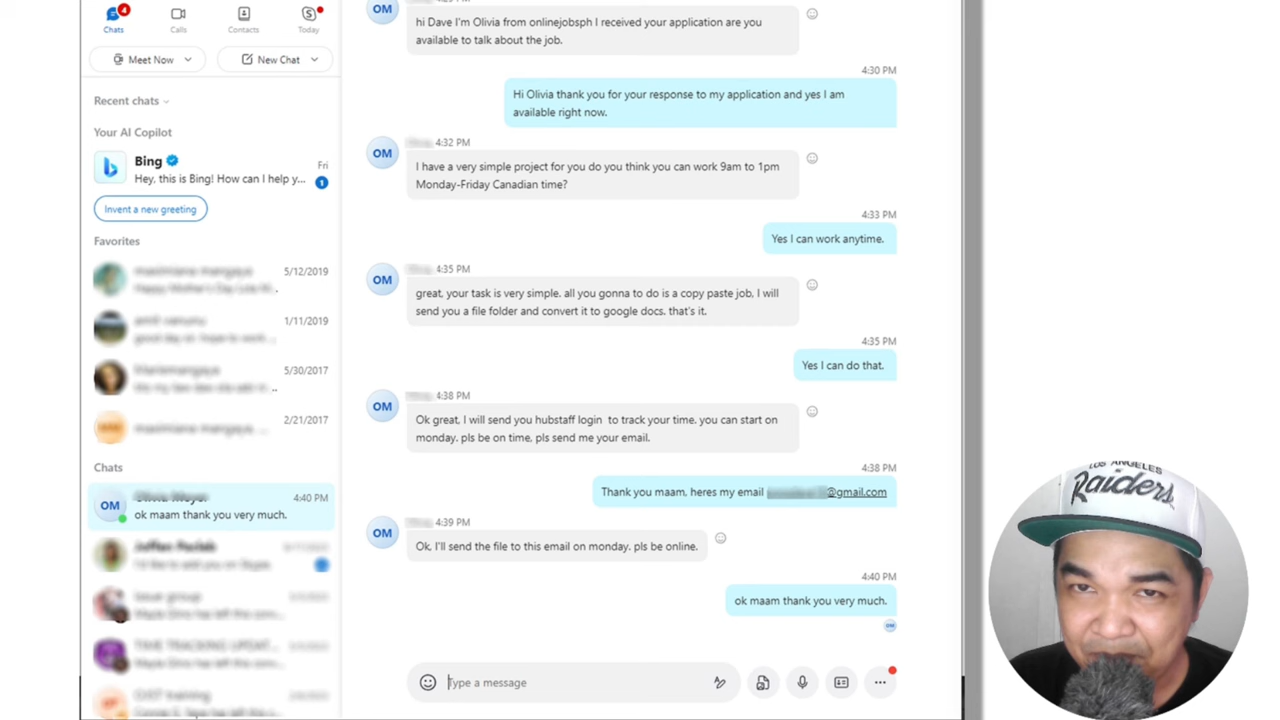 4
Chats
Calls
Contacts
Today
Meet Now
New Chat
Recent chats
Your AI Copilot
Bing
Fri
Hey, this is Bing! How can I help y...
1
Invent a new greeting
Favorites
5/12/2019
1/11/2019
5/30/2017
2/21/2017
Chats
OM
4:40 PM
ok maam thank you very much.
OM
hi Dave I'm Olivia from onlinejobsph I received your application are you
available to talk about the job.
4:30 PM
Hi Olivia thank you for your response to my application and yes I am
available right now.
OM
4:32 PM
I have a very simple project for you do you think you can work 9am to 1pm
Monday-Friday Canadian time?
4:33 PM
Yes I can work anytime.
OM
4:35 PM
great, your task is very simple. all you gonna to do is a copy paste job, I will
send you a file folder and convert it to google docs. that's it.
4:35 PM
Yes I can do that.
OM
4:38 PM
Ok great, I will send you hubstaff login to track your time. you can start on
monday. pls be on time, pls send me your email.
4:38 PM
Thank you maam, heres my email @gmail.com
OM
4:39 PM
Ok, I'll send the file to this email on monday. pls be online.
4:40 PM
ok maam thank you very much.
OM
Type a message
LOS ANGELES
Raiders